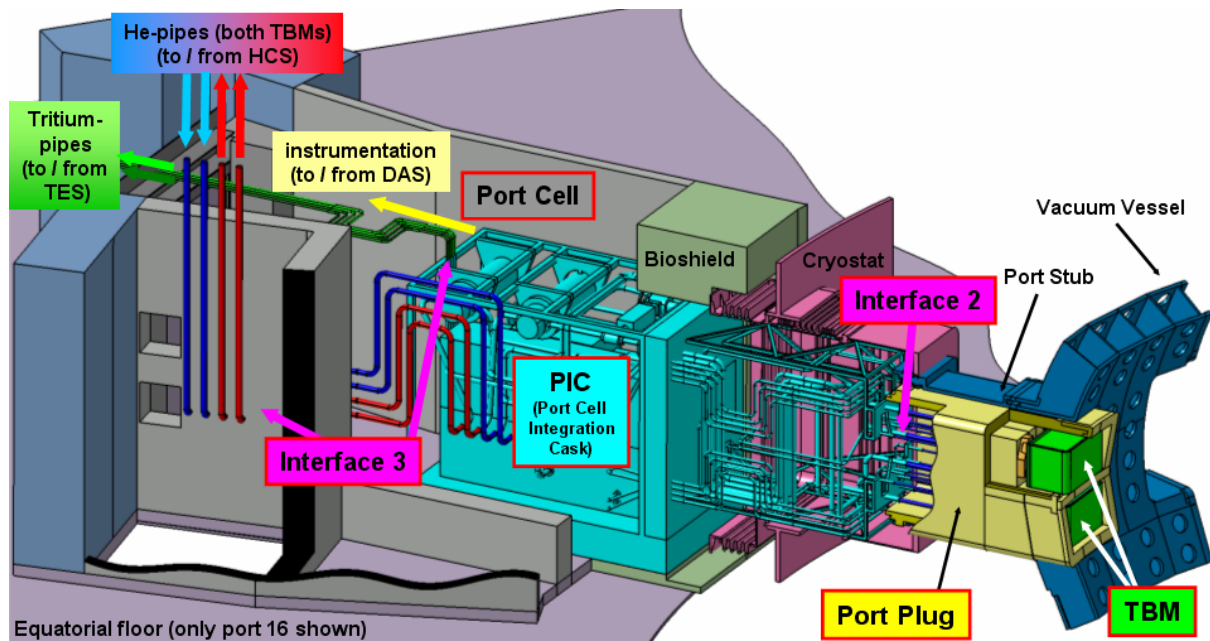 He-pipes (both TBMs)
(to / from HCS)
Tritium-
pipes
(to / from
TES)
instrumentation
(to / from DAS)
Port Cell
Vacuum Vessel
Bioshield
Cryostat
Port Stub
Interface 2
PIC
(Port Cell
Integration
Cask)
Interface 3
Port Plug
TBM
Equatorial floor (only port 16 shown)